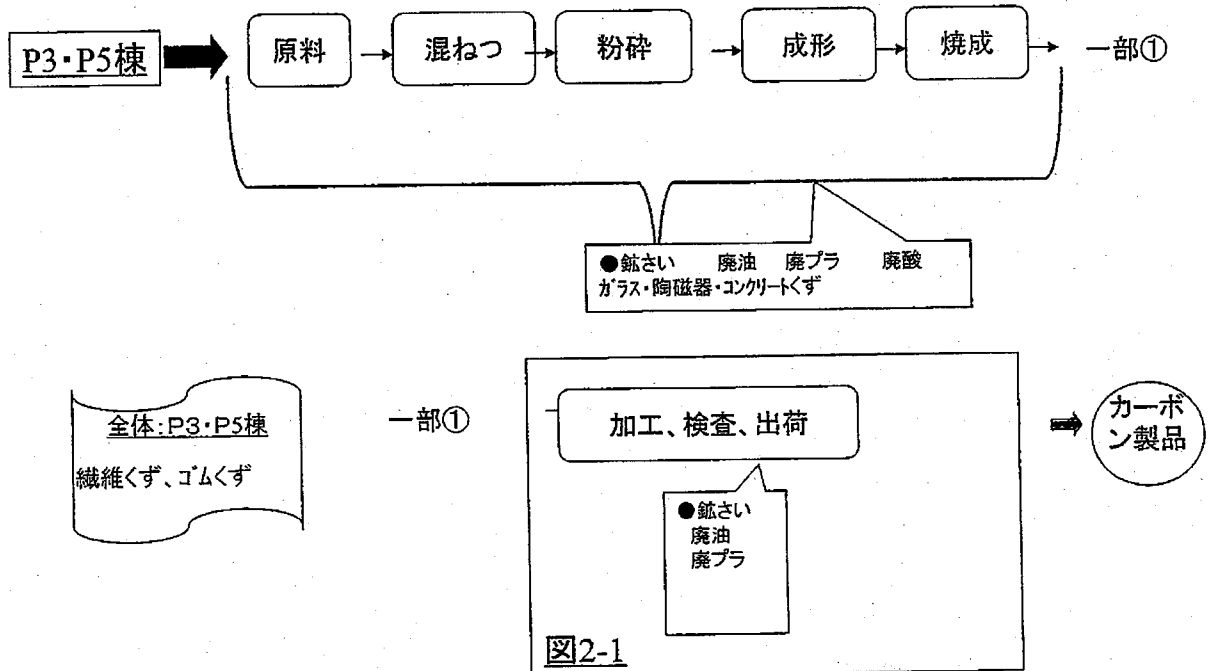 P3・P5棟
原料
混ねつ
粉砕
成形
焼成
一部①
●鉱さい 廃油 廃プラ 廃酸
ガラス・陶磁器・コンクリートくず
全体:P3・P5棟
繊維くず、ゴムくず
一部①
加工、検査、出荷
●鉱さい
廃油
廃プラ
図2-1
カーボ
ン製品